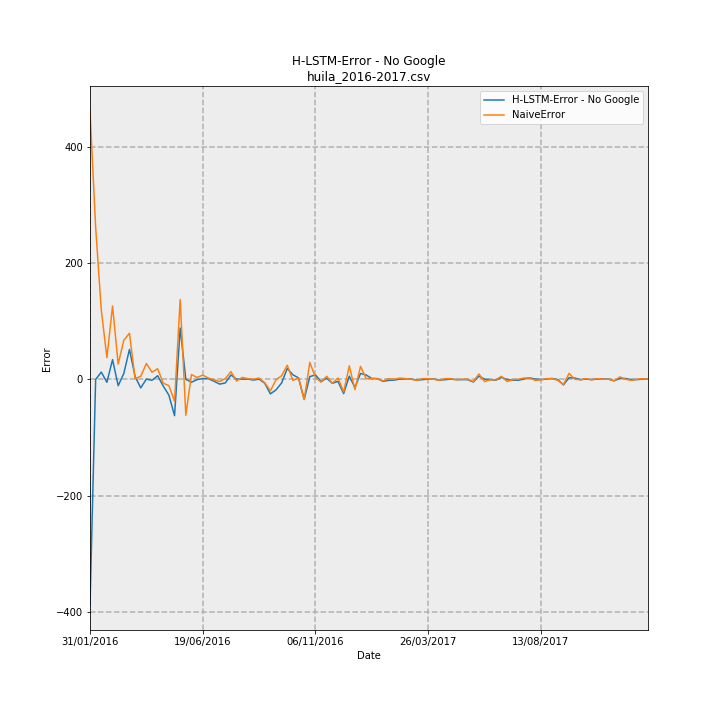 H-LSTM-Error - No Google
huila_2016-2017.csv
H-LSTM-Error - No Google
NaiveError
400
200
0
−200
−400
Error
31/01/2016
19/06/2016
06/11/2016
26/03/2017
13/08/2017
Date